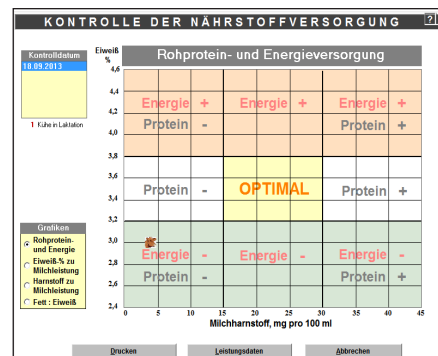 KONTROLLE DER NÄHRSTOFFVERSORGUNG ?
Kontrolldatum
10.09.2013
1 Kühe in Laktation
Eiweiß
%
Rohprotein- und Energieversorgung
4,6
4,4
4,2
4,0
3,8
3,6
3,4
3,2
3,0
2,8
2,6
2,4
Energie + Energie + Energie +
Protein - Protein +
Protein - OPTIMAL Protein +
Energie - Energie - Energie -
Protein - Protein +
0 5 10 15 20 25 30 35 40 45
Milchharnstoff, mg pro 100 ml
Grafiken
Rohprotein-
und Energie
Eiweiß-% zu
Milchleistung
Harnstoff zu
Milchleistung
Fett : Eiweiß
Drucken Leistungsdaten Abbrechen